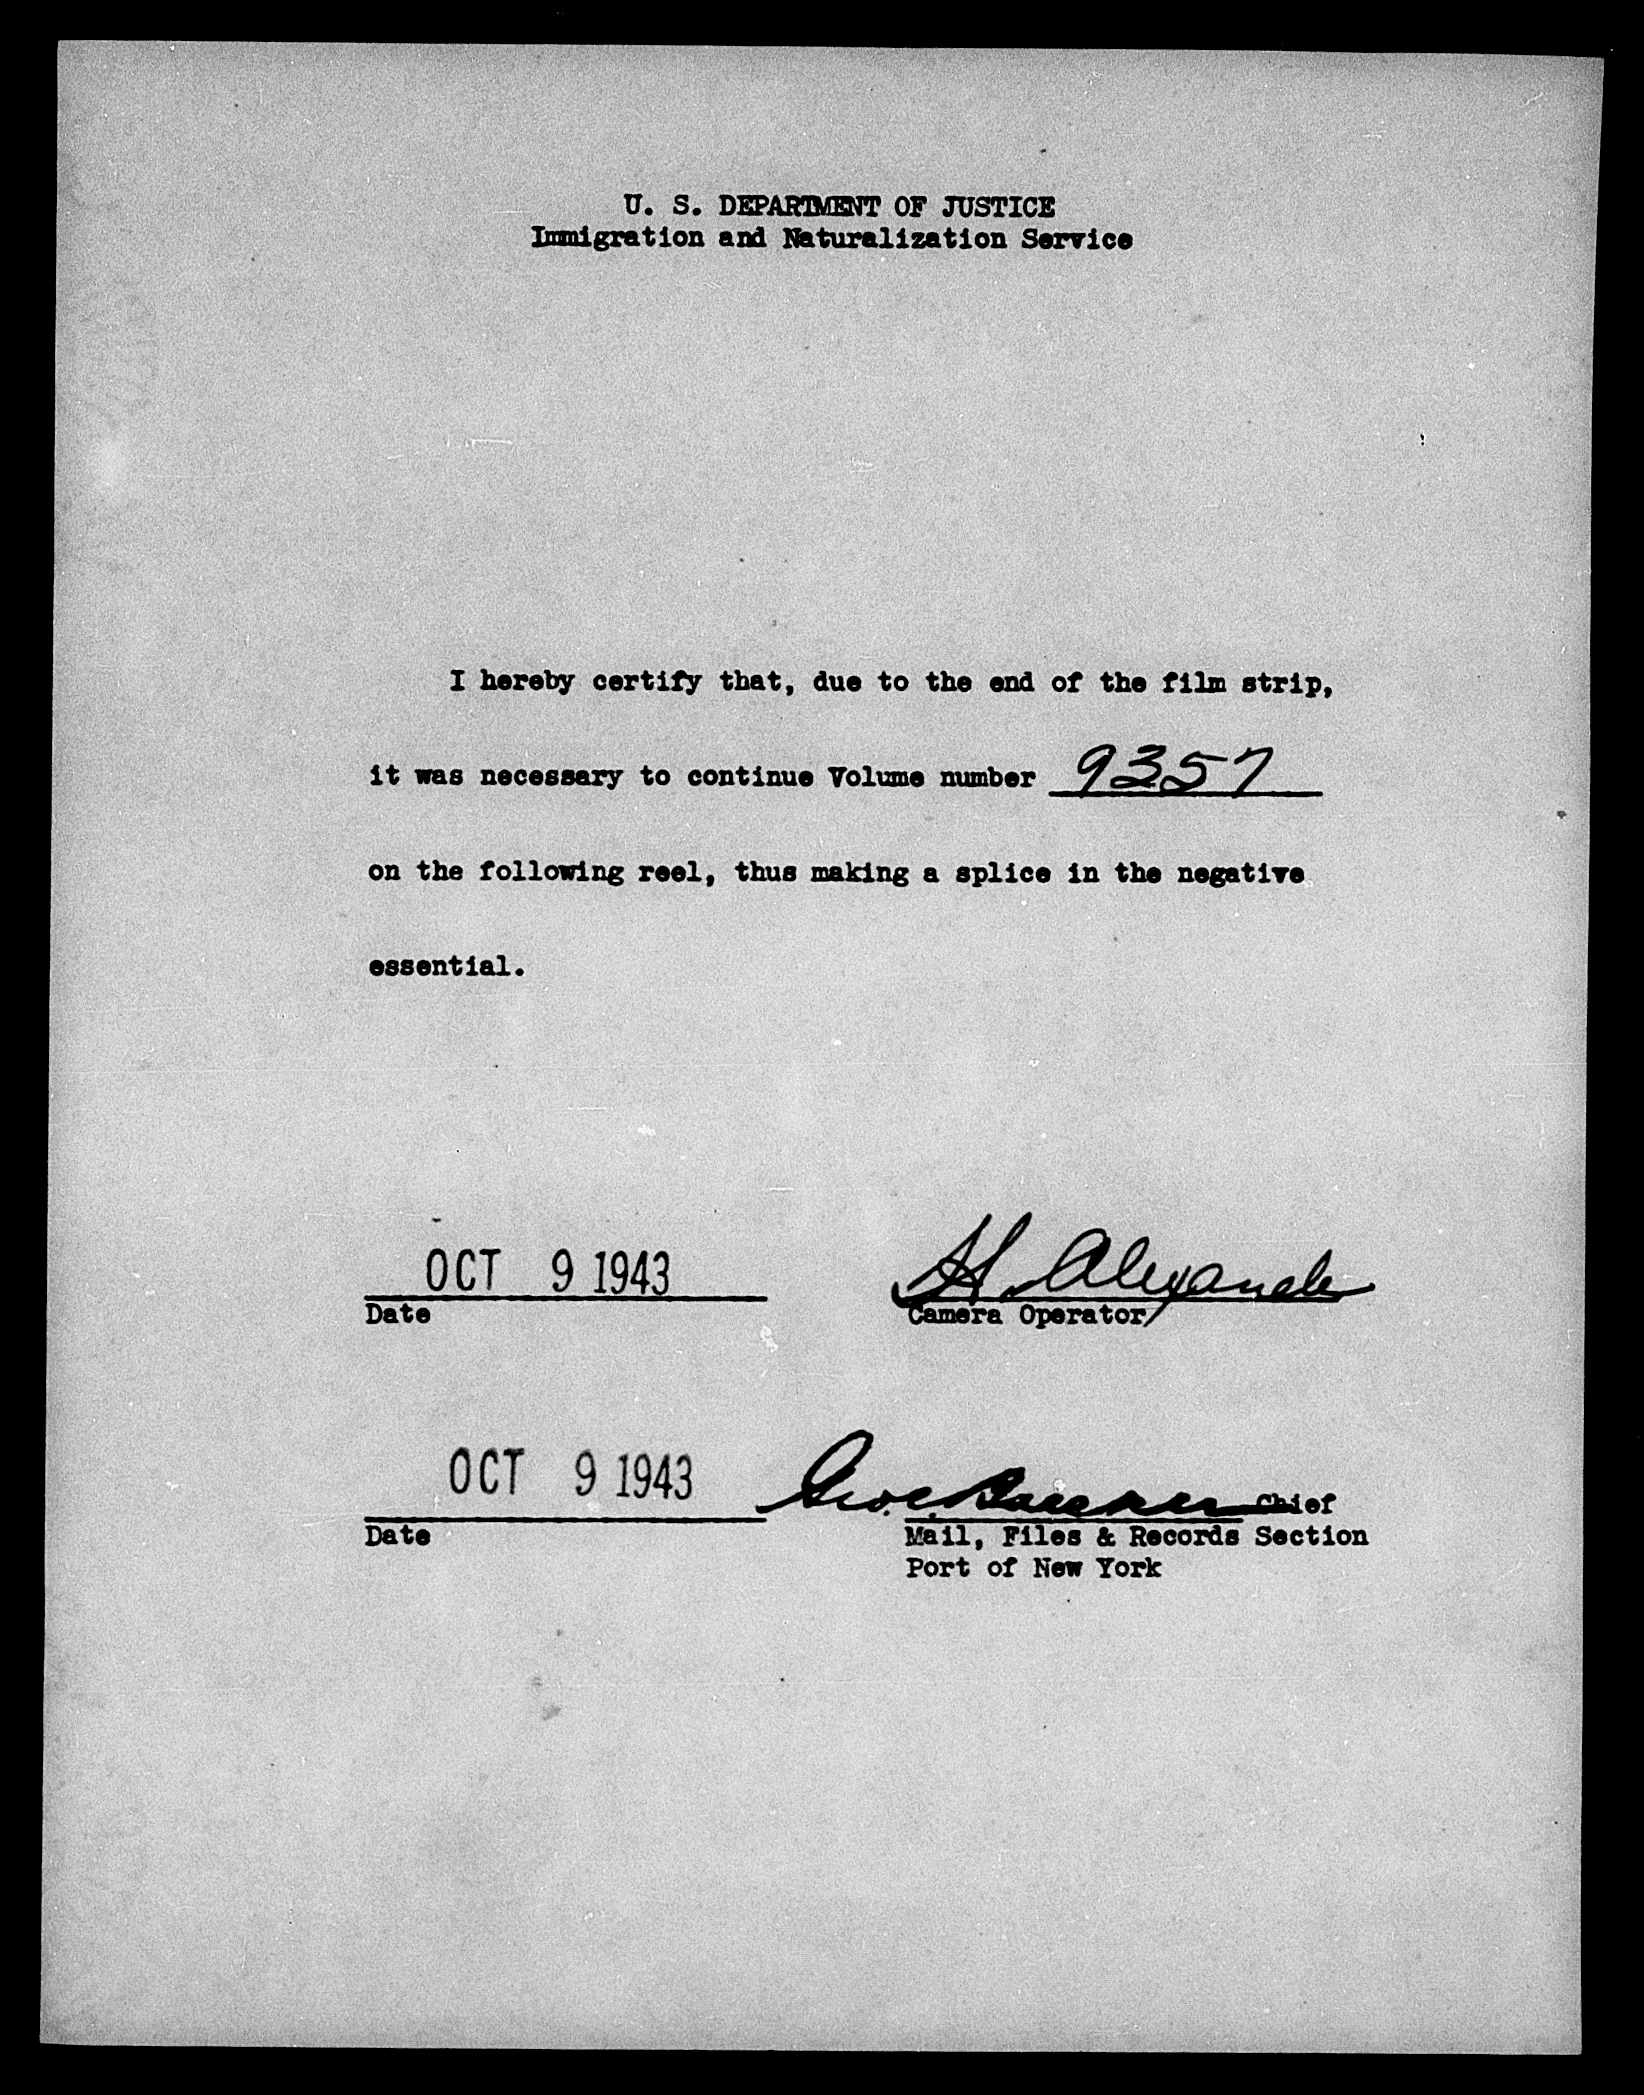 U. S. DEPARTMENT OF JUSTICE
Immigration and Naturalization Service
I hereby certify that, due to the end of the film strip,
it was necessary to continue Volume number 9357
on the following reel, thus making a splice in the negative
essential.
OCT 9 1943 H. Alexander
Date Camera Operator
OCT 9 1943 Chief
Date Mail, Files & Records Section
Port of New York